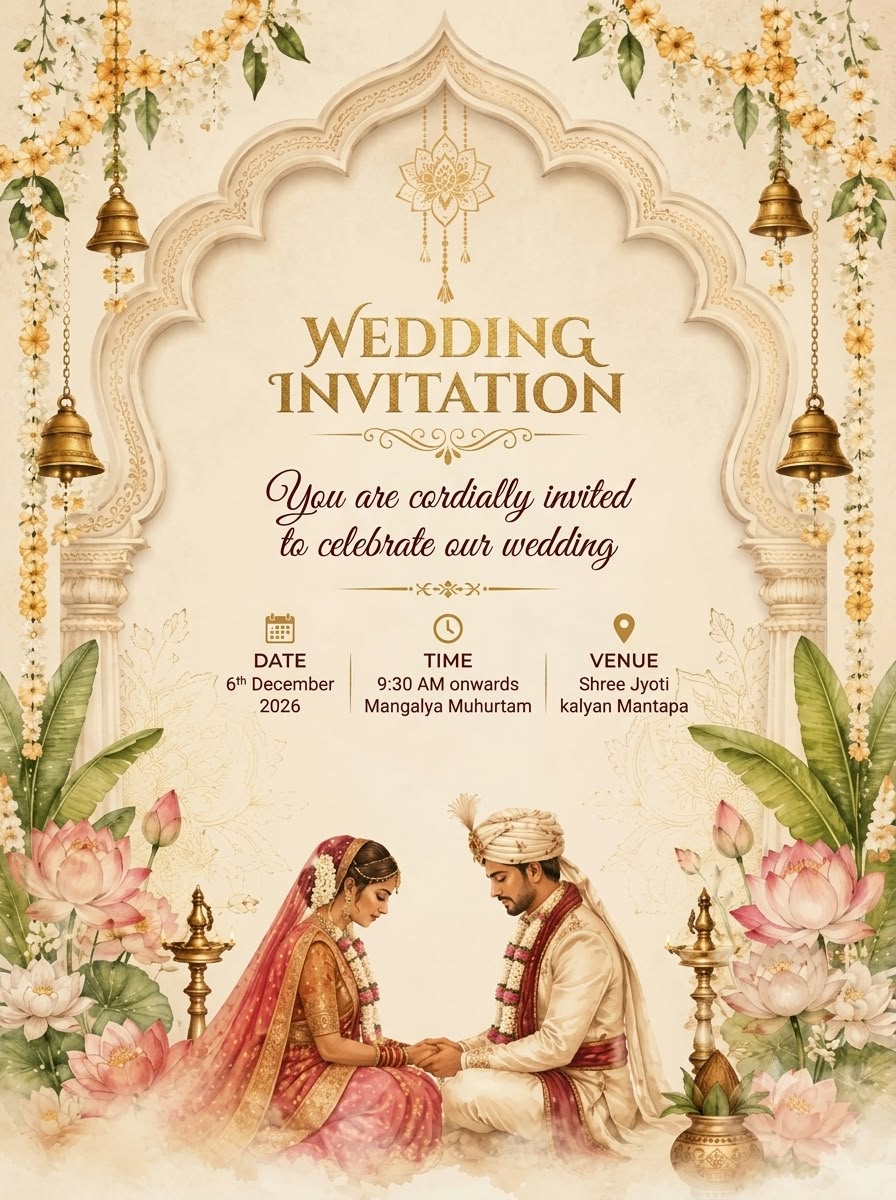 WEDDING
INVITATION
You are cordially invited
to celebrate our wedding
DATE
6th December
2026
TIME
9:30 AM onwards
Mangalya Muhurtam
VENUE
Shree Jyoti
kalyan Mantapa